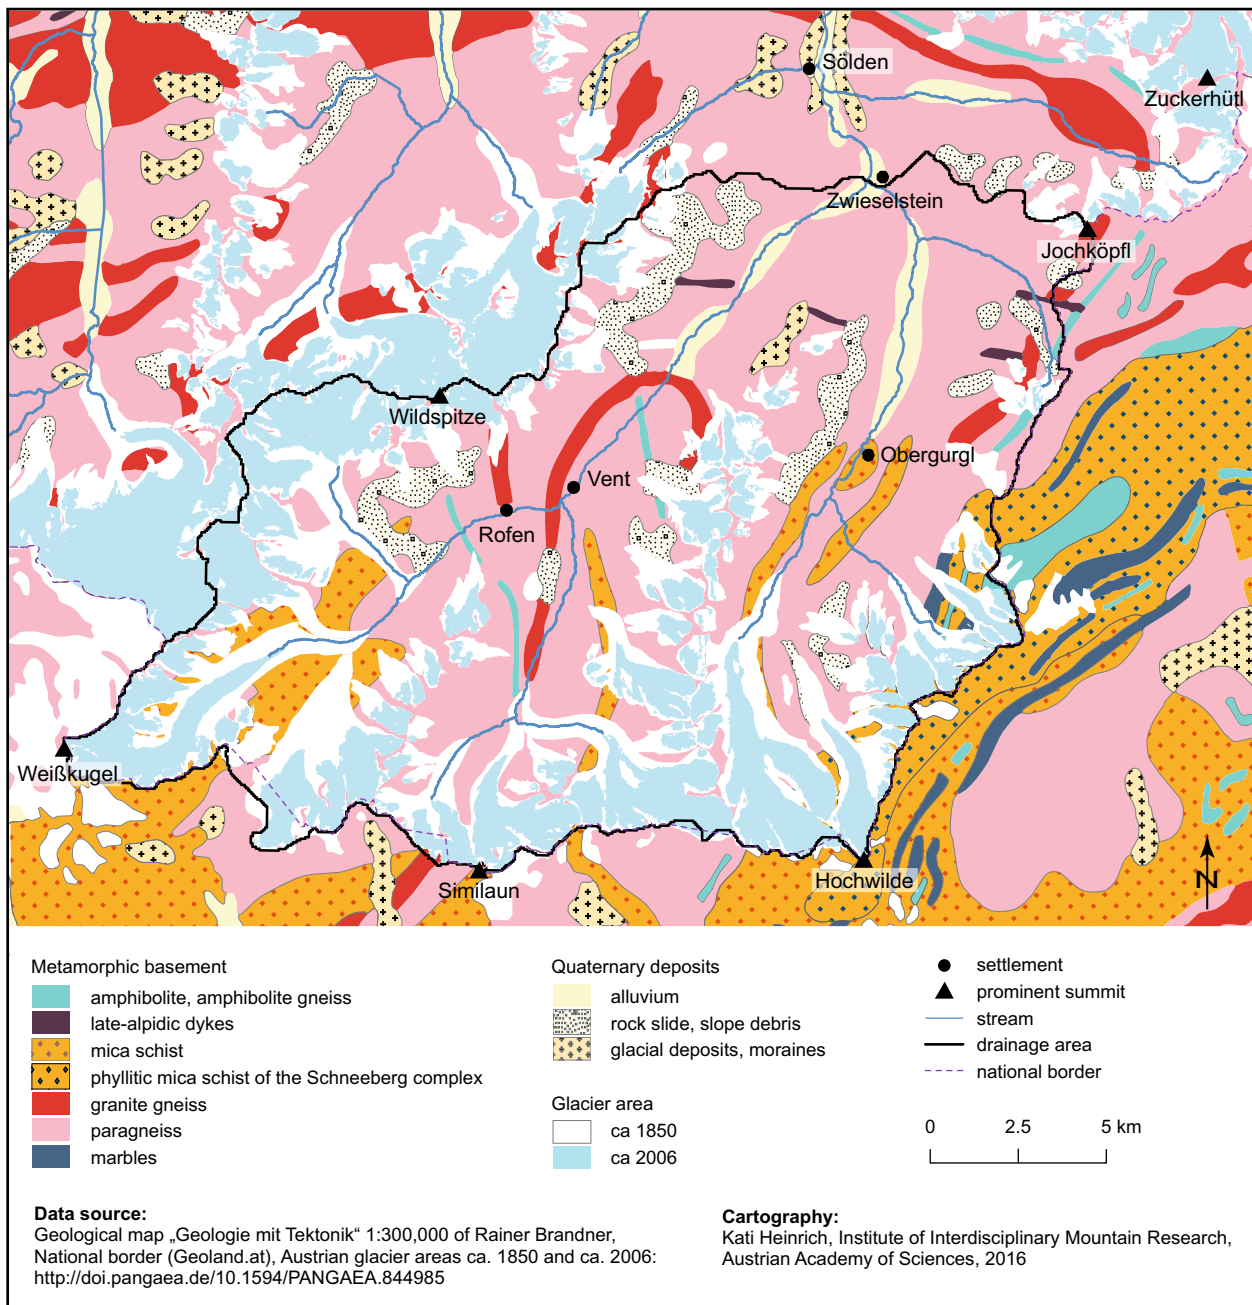 Sölden
Zuckerhütl
Zwieselstein
Jochköpfl
Wildspitze
Obergurgl
Vent
Rofen
Weißkugel
Similaun
Hochwilde
N
Metamorphic basement
amphibolite, amphibolite gneiss
late-alpidic dykes
mica schist
phyllitic mica schist of the Schneeberg complex
granite gneiss
paragneiss
marbles
Quaternary deposits
alluvium
rock slide, slope debris
glacial deposits, moraines
Glacier area
ca 1850
ca 2006
settlement
prominent summit
stream
drainage area
national border
0 2.5 5 km
Data source:
Geological map „Geologie mit Tektonik“ 1:300,000 of Rainer Brandner,
National border (Geoland.at), Austrian glacier areas ca. 1850 and ca. 2006:
http://doi.pangaea.de/10.1594/PANGAEA.844985
Cartography:
Kati Heinrich, Institute of Interdisciplinary Mountain Research,
Austrian Academy of Sciences, 2016